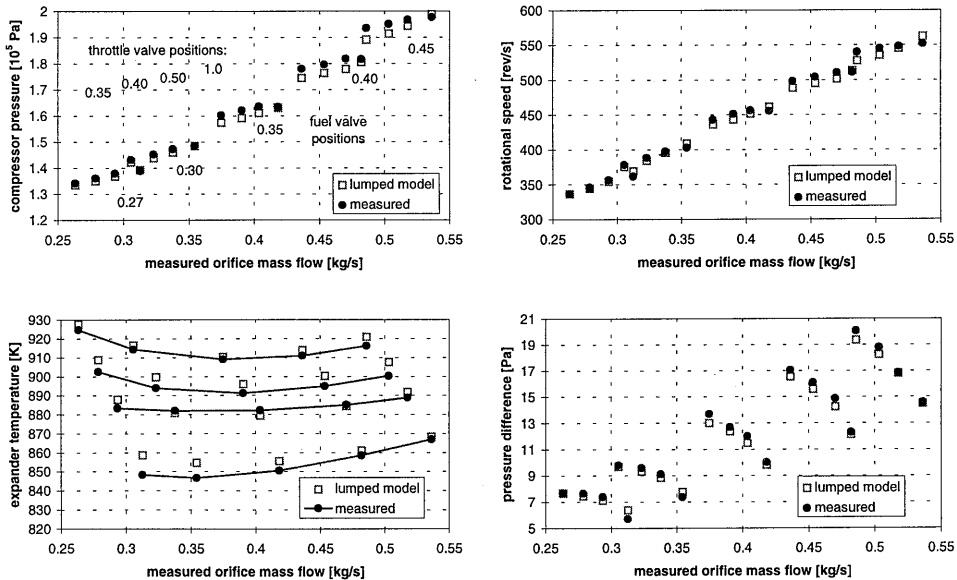 compressor pressure [10⁵ Pa]
2
1.9
1.8
1.7
1.6
1.5
1.4
1.3
1.2
throttle valve positions:
0.35
0.40
0.50
1.0
0.45
0.40
0.35
fuel valve
positions
0.30
0.27
lumped model
measured
0.25 0.3 0.35 0.4 0.45 0.5 0.55
measured orifice mass flow [kg/s]
rotational speed [rev/s]
600
550
500
450
400
350
300
lumped model
measured
0.25 0.3 0.35 0.4 0.45 0.5 0.55
measured orifice mass flow [kg/s]
expander temperature [K]
930
920
910
900
890
880
870
860
850
840
830
820
lumped model
measured
0.25 0.3 0.35 0.4 0.45 0.5 0.55
measured orifice mass flow [kg/s]
pressure difference [Pa]
21
19
17
15
13
11
9
7
5
lumped model
measured
0.25 0.3 0.35 0.4 0.45 0.5 0.55
measured orifice mass flow [kg/s]